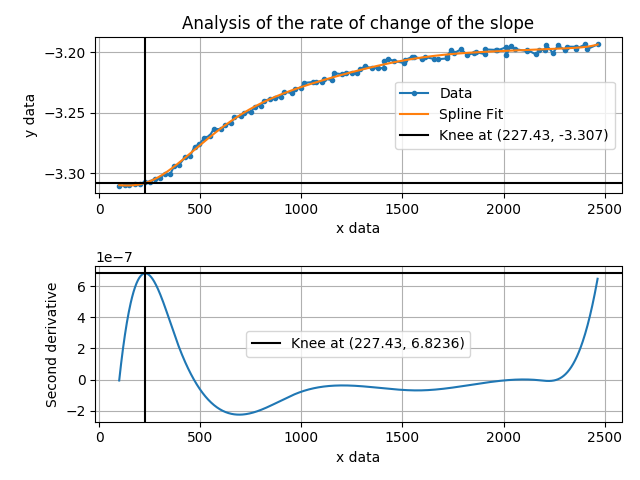 Analysis of the rate of change of the slope
−3.20
−3.25
−3.30
y data
Data
Spline Fit
Knee at (227.43, -3.307)
0
500
1000
1500
2000
2500
x data
1e−7
6
4
2
0
−2
Second derivative
Knee at (227.43, 6.8236)
0
500
1000
1500
2000
2500
x data